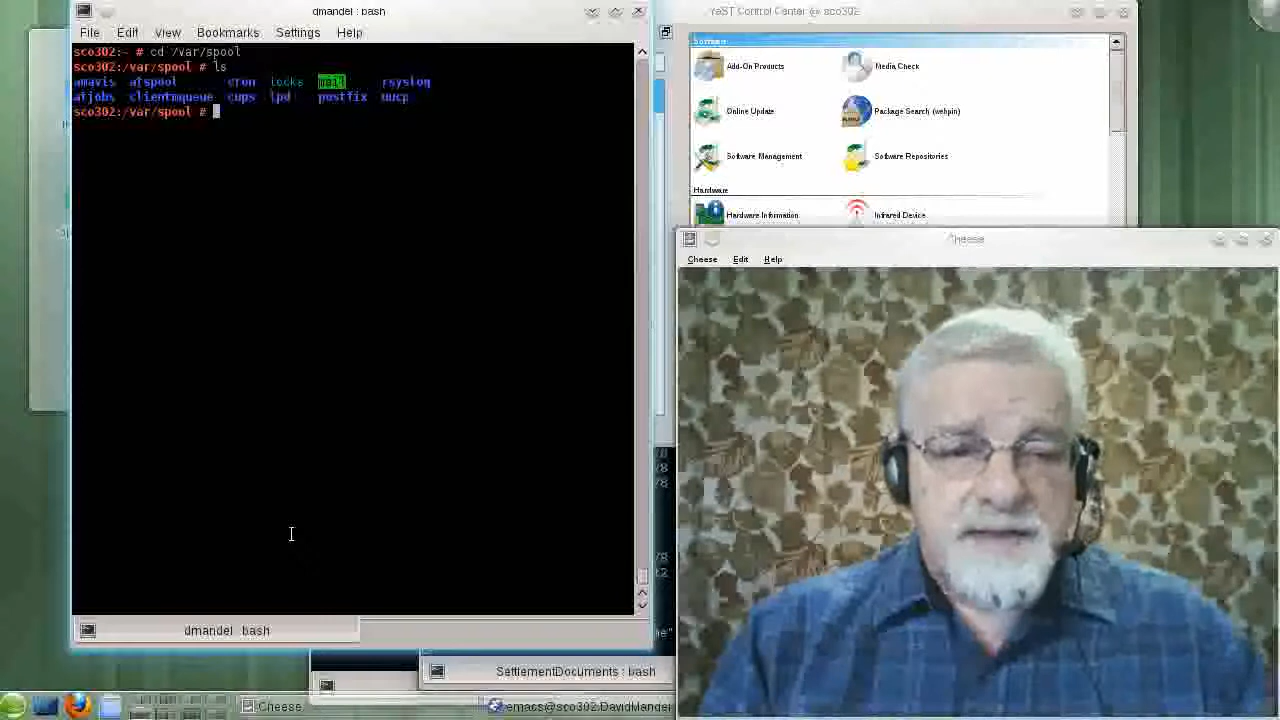 dmandel : bash
File Edit View Bookmarks Settings Help
sco302:~ # cd /var/spool
sco302:/var/spool # ls
amavis atspool cron locks mail rsyslog
atjobs clientmqueue cups lpd postfix uucp
sco302:/var/spool #
dmandel : bash
YaST Control Center @ sco302
Software
Add-On Products
Media Check
Online Update
Package Search (webpin)
Software Management
Software Repositories
Hardware
Hardware Information
Infrared Device
Cheese
Cheese Edit Help
SettlementDocuments : bash
Cheese
emacs@sco302.DavidMandel